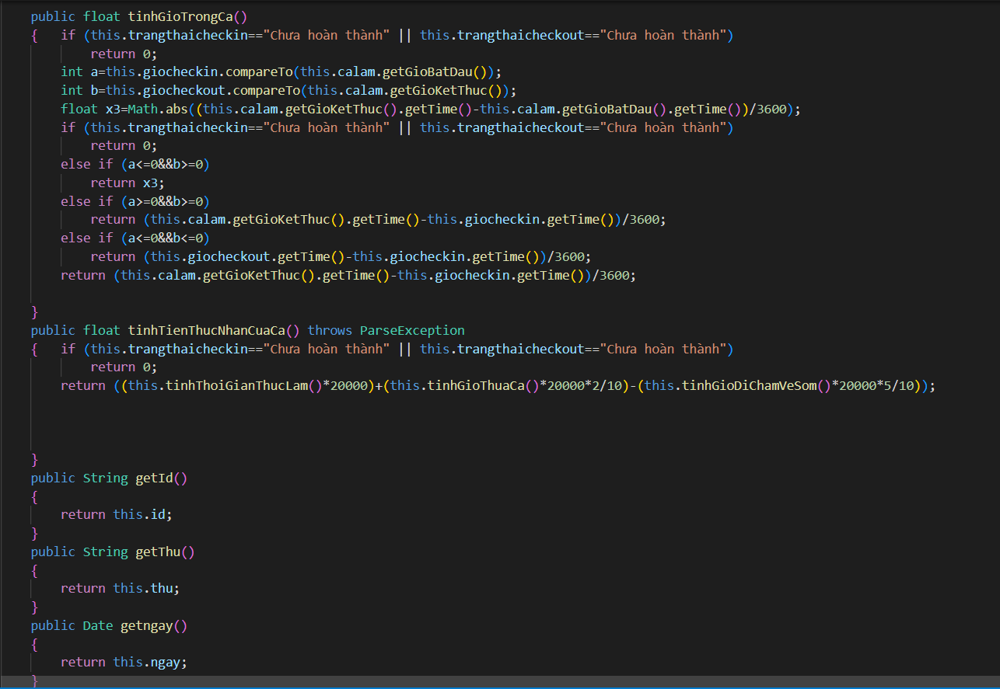 public float tinhGioTrongCa()
{   if (this.trangthaicheckin=="Chưa hoàn thành" || this.trangthaicheckout=="Chưa hoàn thành")
        return 0;
    int a=this.giocheckin.compareTo(this.calam.getGioBatDau());
    int b=this.giocheckout.compareTo(this.calam.getGioKetThuc());
    float x3=Math.abs((this.calam.getGioKetThuc().getTime()-this.calam.getGioBatDau().getTime())/3600);
    if (this.trangthaicheckin=="Chưa hoàn thành" || this.trangthaicheckout=="Chưa hoàn thành")
        return 0;
    else if (a<=0&&b>=0)
        return x3;
    else if (a>=0&&b>=0)
        return (this.calam.getGioKetThuc().getTime()-this.giocheckin.getTime())/3600;
    else if (a<=0&&b<=0)
        return (this.giocheckout.getTime()-this.giocheckin.getTime())/3600;
    return (this.calam.getGioKetThuc().getTime()-this.giocheckin.getTime())/3600;
}
public float tinhTienThucNhanCuaCa() throws ParseException
{   if (this.trangthaicheckin=="Chưa hoàn thành" || this.trangthaicheckout=="Chưa hoàn thành")
        return 0;
    return ((this.tinhThoiGianThucLam()*20000)+(this.tinhGioThuaCa()*20000*2/10)-(this.tinhGioDiChamVeSom()*20000*5/10));
}
public String getId()
{
    return this.id;
}
public String getThu()
{
    return this.thu;
}
public Date getngay()
{
    return this.ngay;
}